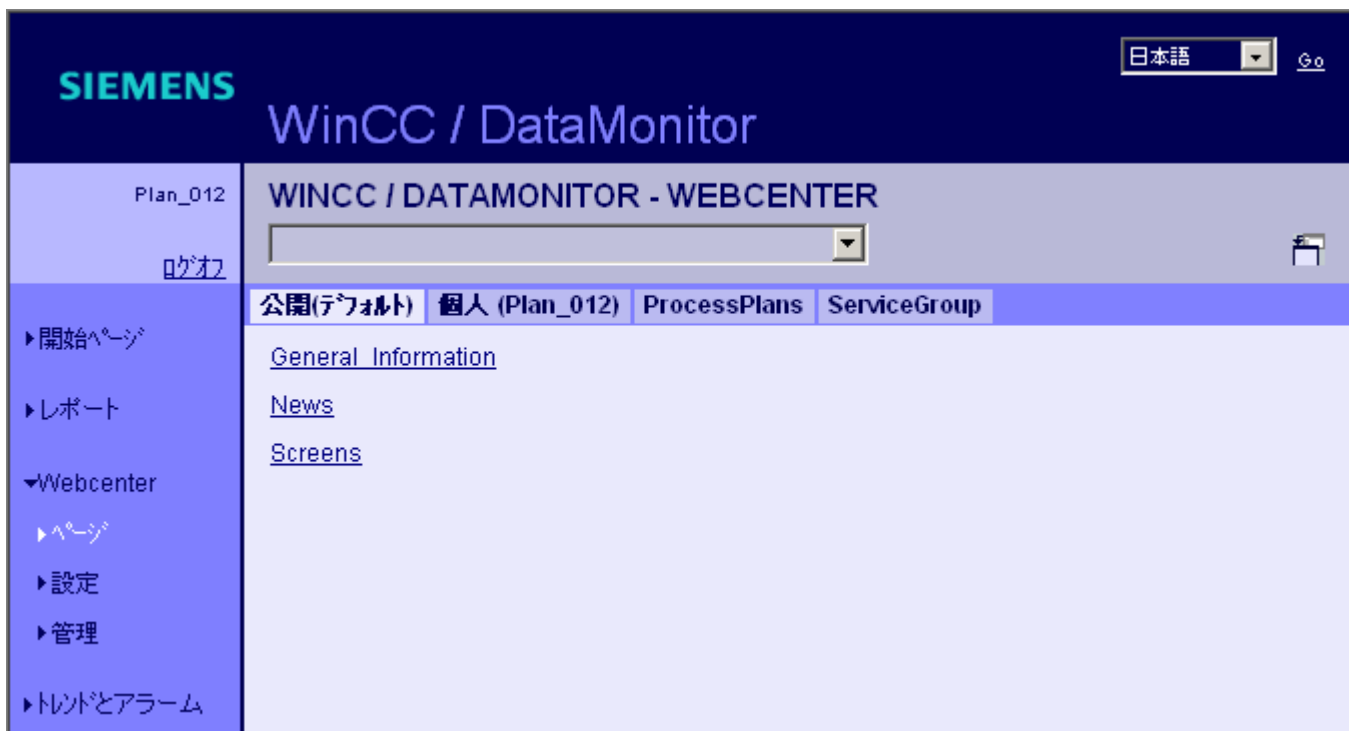 SIEMENS
日本語
Go
WinCC / DataMonitor
Plan_012
ログオフ
WINCC / DATAMONITOR - WEBCENTER
公開(デフォルト) 個人 (Plan_012) ProcessPlans ServiceGroup
▶開始ページ
▶レポート
▼Webcenter
▶ページ
▶設定
▶管理
▶トレンドとアラーム
General Information
News
Screens